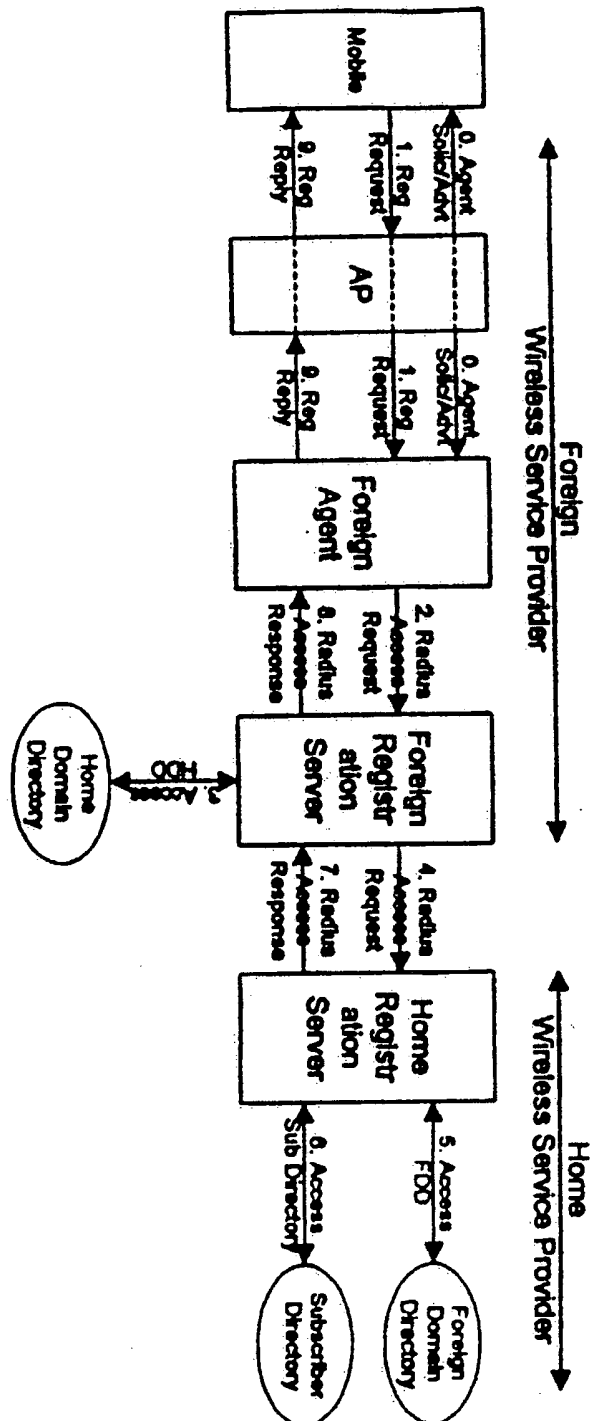 Foreign
Wireless Service Provider
Home
Wireless Service Provider
Mobile
0. Agent
Solic/Advt
1. Reg
Request
9. Reg
Reply
AP
0. Agent
Solic/Advt
1. Reg
Request
9. Reg
Reply
Foreign
Agent
2. Radius
Access
Request
8. Radius
Access
Response
Foreign
Registr
ation
Server
3. Access
HDD
Home
Domain
Directory
4. Radius
Access
Request
7. Radius
Access
Response
Home
Registr
ation
Server
5. Access
FDD
6. Access
Sub Directory
Foreign
Domain
Directory
Subscriber
Directory